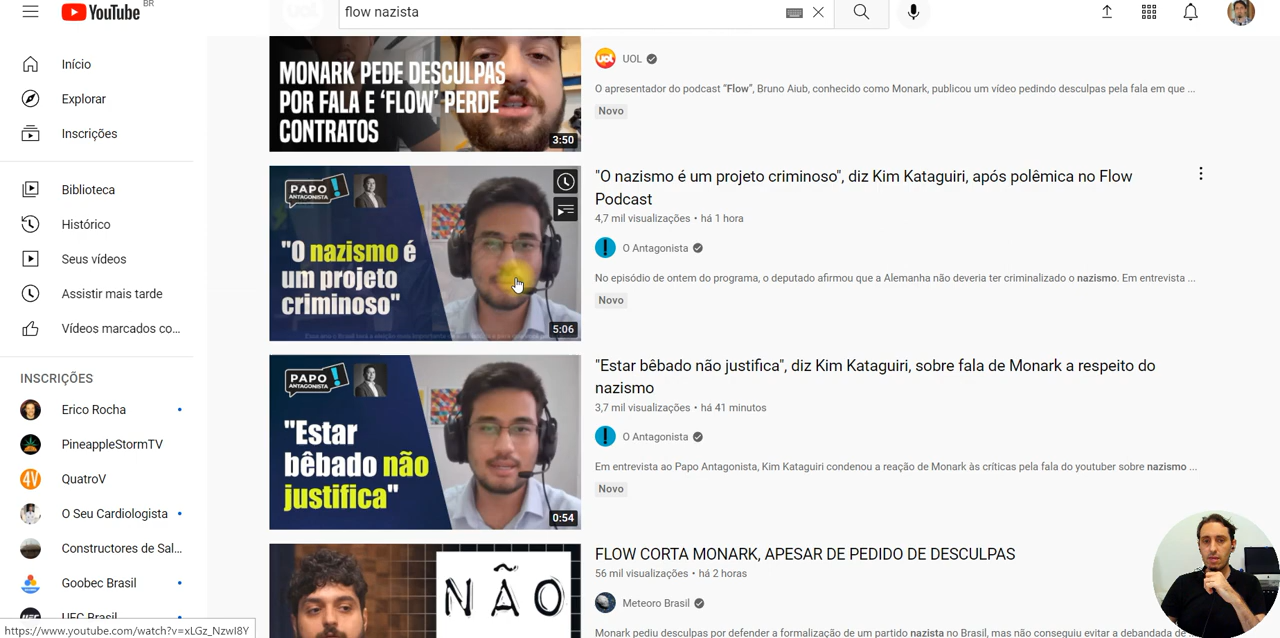 YouTube BR
flow nazista
Início
Explorar
Inscrições
Biblioteca
Histórico
Seus vídeos
Assistir mais tarde
Vídeos marcados co...
INSCRIÇÕES
Erico Rocha
PineappleStormTV
QuatroV
O Seu Cardiologista
Constructores de Sal...
Goobec Brasil
UFC Brasil
https://www.youtube.com/watch?v=xLGz_NzwI8Y
MONARK PEDE DESCULPAS
POR FALA E 'FLOW' PERDE
CONTRATOS
3:50
UOL
O apresentador do podcast "Flow", Bruno Aiub, conhecido como Monark, publicou um vídeo pedindo desculpas pela fala em que ...
Novo
PAPO
ANTAGONISTA
"O nazismo é
um projeto
criminoso"
5:06
"O nazismo é um projeto criminoso", diz Kim Kataguiri, após polêmica no Flow
Podcast
4,7 mil visualizações • há 1 hora
O Antagonista
No episódio de ontem do programa, o deputado afirmou que a Alemanha não deveria ter criminalizado o nazismo. Em entrevista ...
Novo
PAPO
ANTAGONISTA
"Estar
bêbado não
justifica"
0:54
"Estar bêbado não justifica", diz Kim Kataguiri, sobre fala de Monark a respeito do
nazismo
3,7 mil visualizações • há 41 minutos
O Antagonista
Em entrevista ao Papo Antagonista, Kim Kataguiri condenou a reação de Monark às críticas pela fala do youtuber sobre nazismo ...
Novo
NÃO
FLOW CORTA MONARK, APESAR DE PEDIDO DE DESCULPAS
56 mil visualizações • há 2 horas
Meteoro Brasil
Monark pediu desculpas por defender a formalização de um partido nazista no Brasil, mas não conseguiu evitar a debandada de